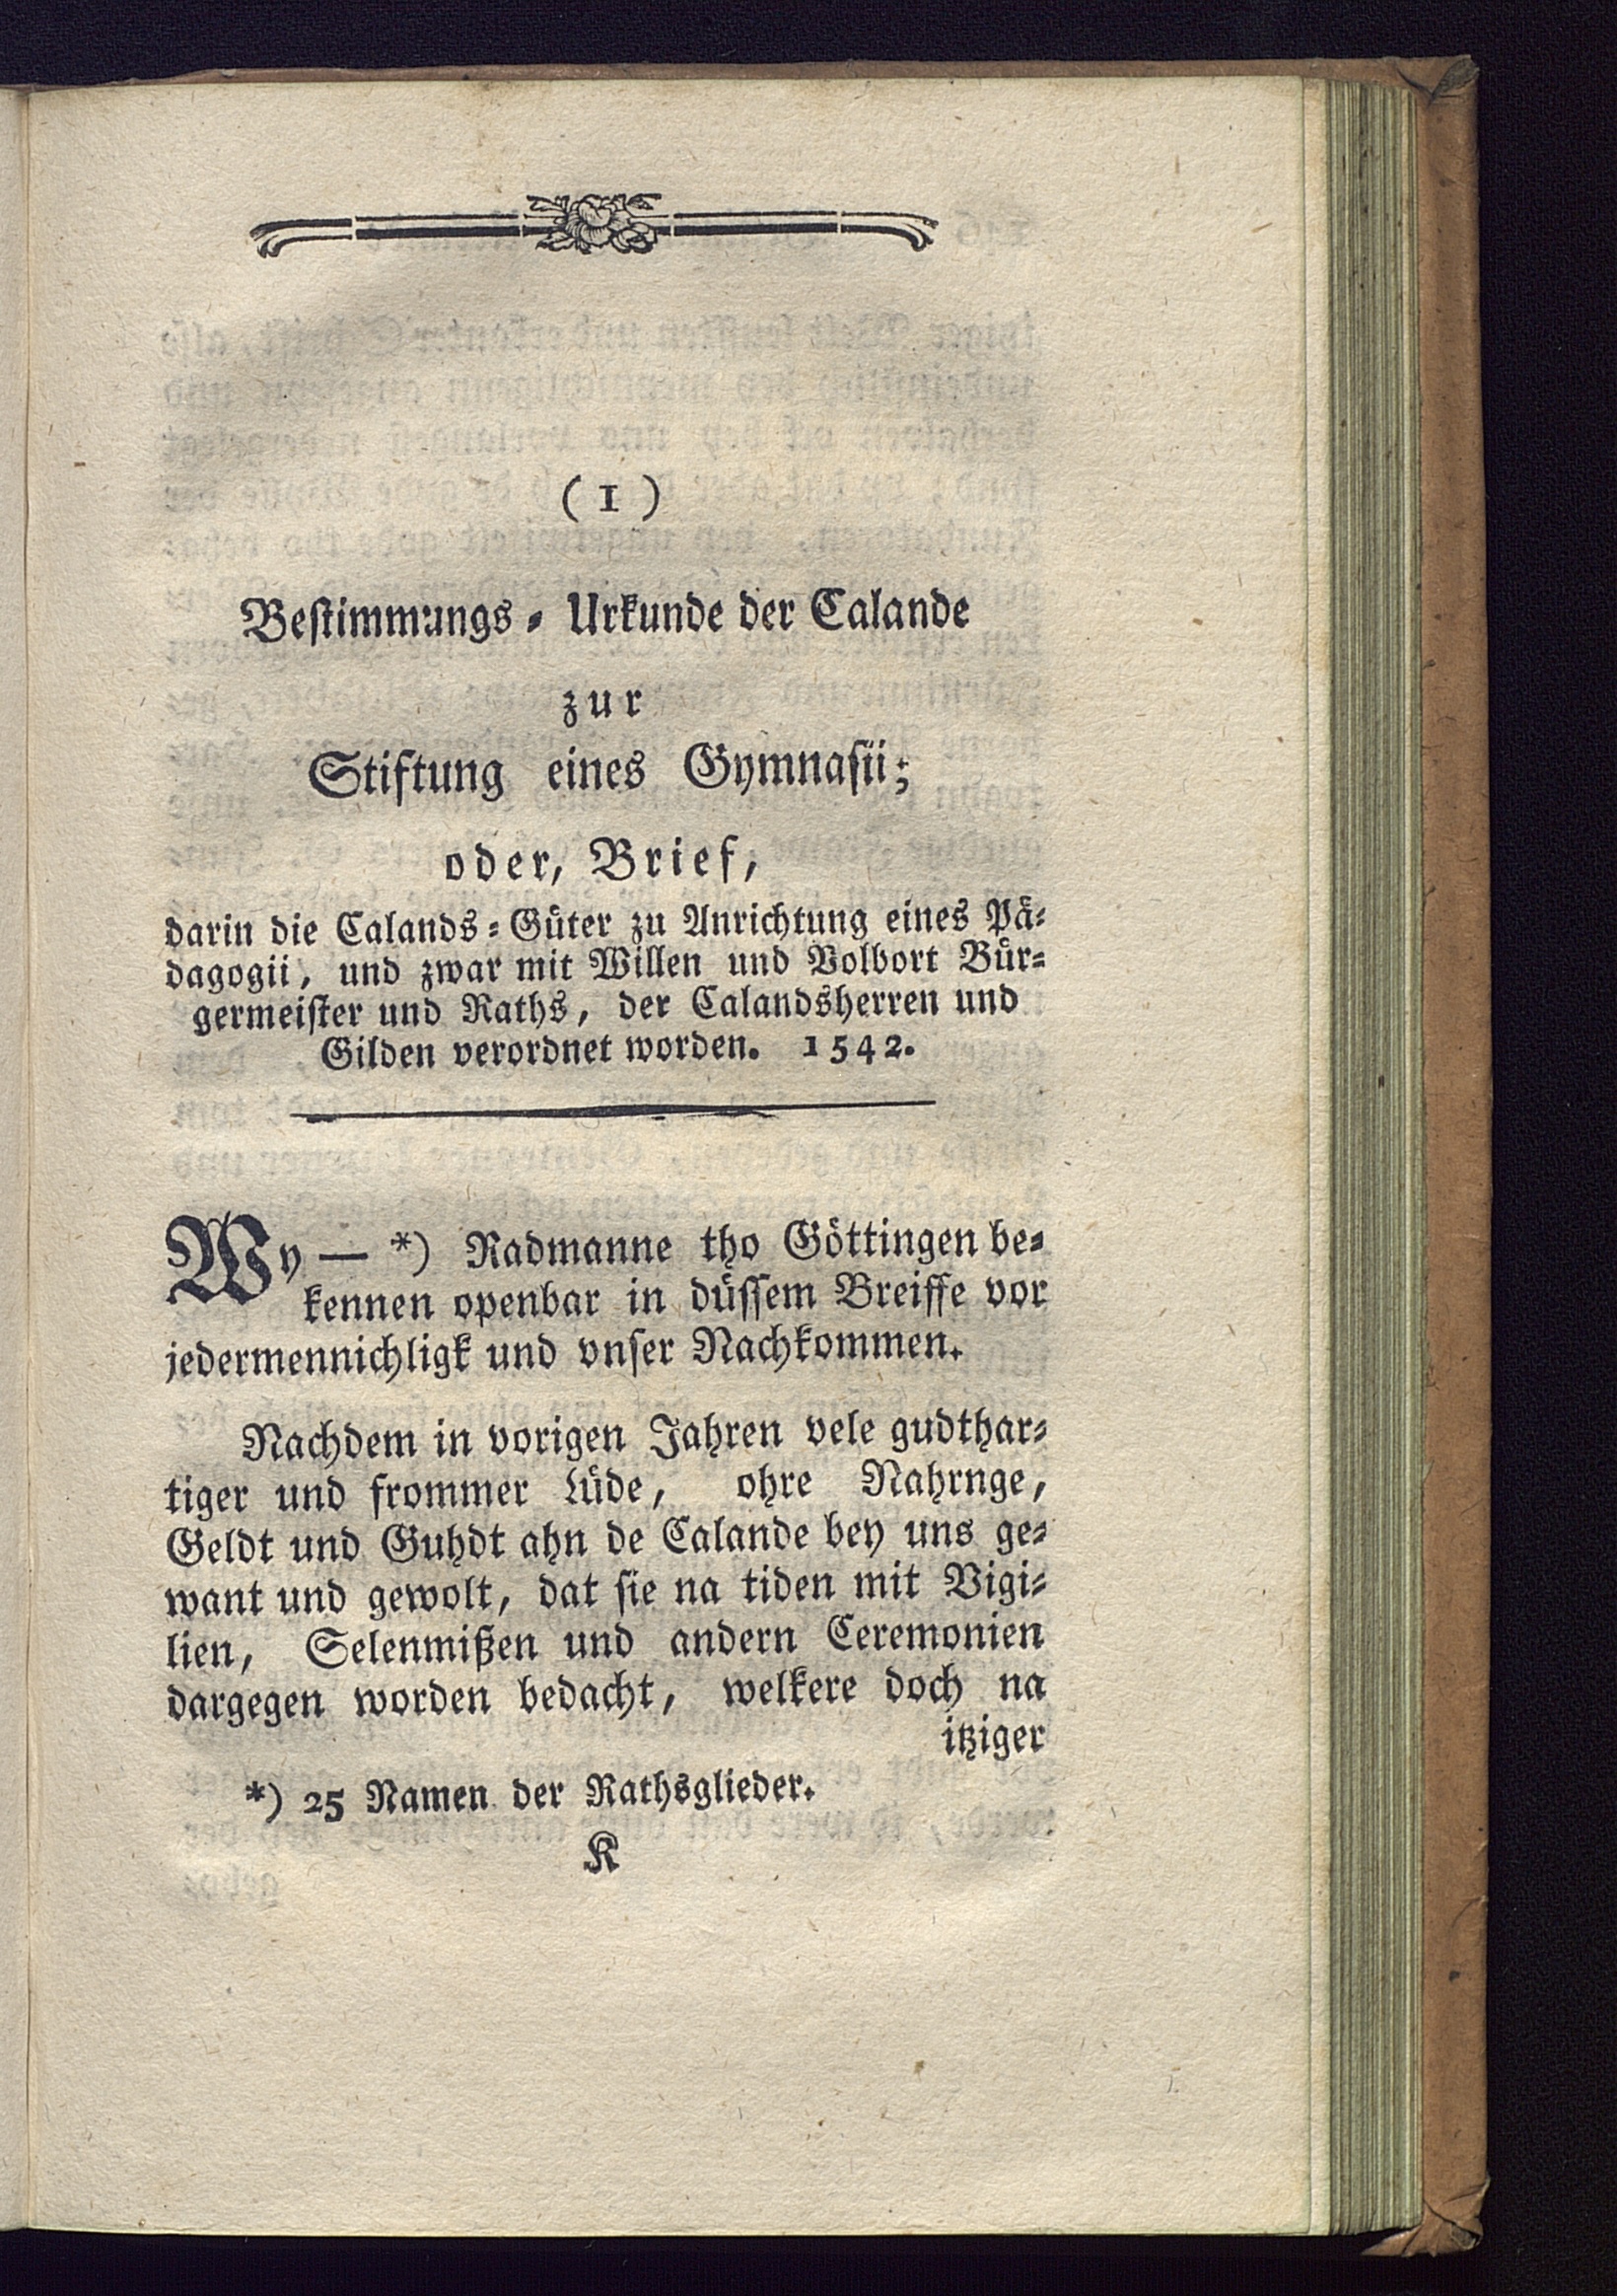 ( 1 )
Bestimmungs-Urkunde der Calande
zur
Stiftung eines Gymnasii;
oder, Brief,
darin die Calands-Güter zu Anrichtung eines Pä-
dagogii, und zwar mit Willen und Volbort Bür-
germeister und Raths, der Calandsherren und
Gilden verordnet worden. 1542.
Wy — *) Radmanne tho Göttingen be-
kennen openbar in düssem Breiffe vor
jedermennichligk und vnser Nachkommen.
Nachdem in vorigen Jahren vele gudthar-
tiger und frommer Lüde, ohre Nahrnge,
Geldt und Guhdt ahn de Calande bey uns ge-
want und gewolt, dat sie na tiden mit Vigi-
lien, Selenmißen und andern Ceremonien
dargegen worden bedacht, welkere doch na
itziger
*) 25 Namen der Rathsglieder.
K